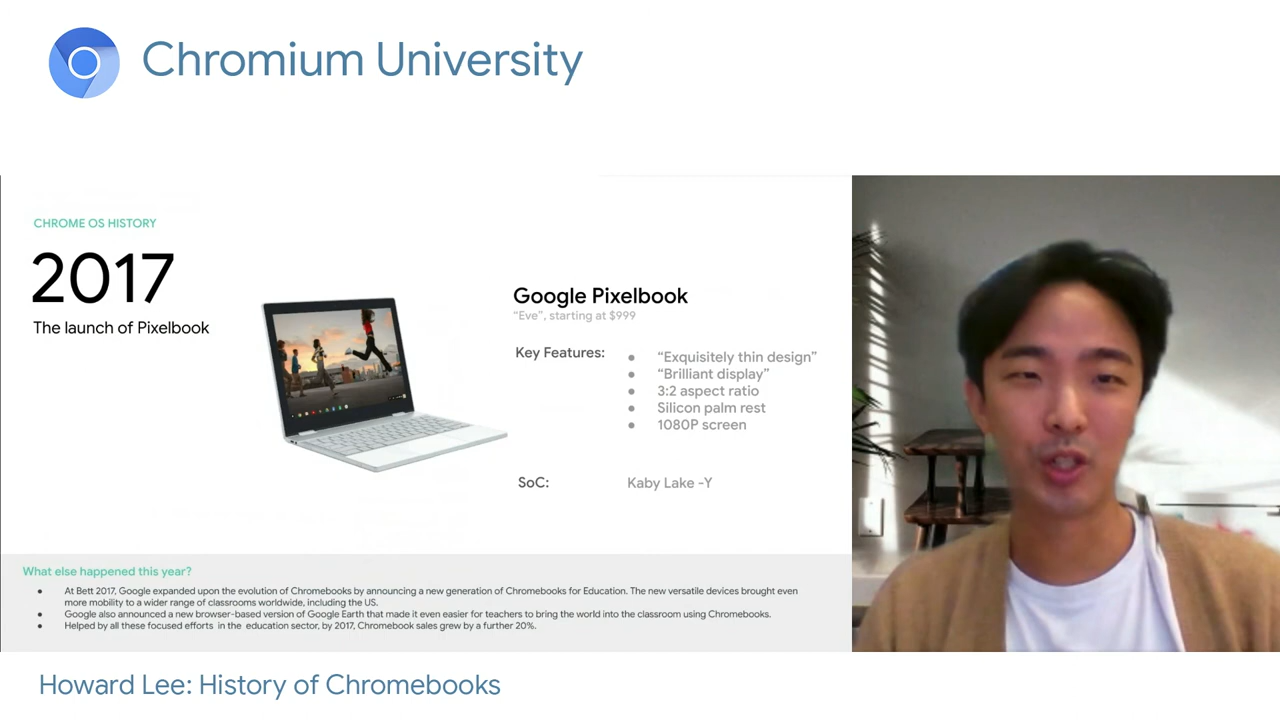 Chromium University
CHROME OS HISTORY
2017
The launch of Pixelbook
Google Pixelbook
“Eve”, starting at $999
Key Features:
● “Exquisitely thin design”
● “Brilliant display”
● 3:2 aspect ratio
● Silicon palm rest
● 1080P screen
SoC: Kaby Lake -Y
What else happened this year?
● At Bett 2017, Google expanded upon the evolution of Chromebooks by announcing a new generation of Chromebooks for Education. The new versatile devices brought even
more mobility to a wider range of classrooms worldwide, including the US.
● Google also announced a new browser-based version of Google Earth that made it even easier for teachers to bring the world into the classroom using Chromebooks.
● Helped by all these focused efforts in the education sector, by 2017, Chromebook sales grew by a further 20%.
Howard Lee: History of Chromebooks